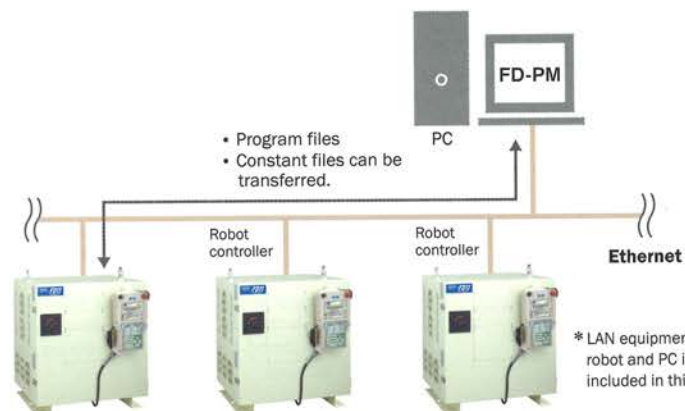 FD-PM
PC
• Program files
• Constant files can be
transferred.
Robot
controller
Robot
controller
Ethernet
* LAN equipmen
robot and PC i
included in thi